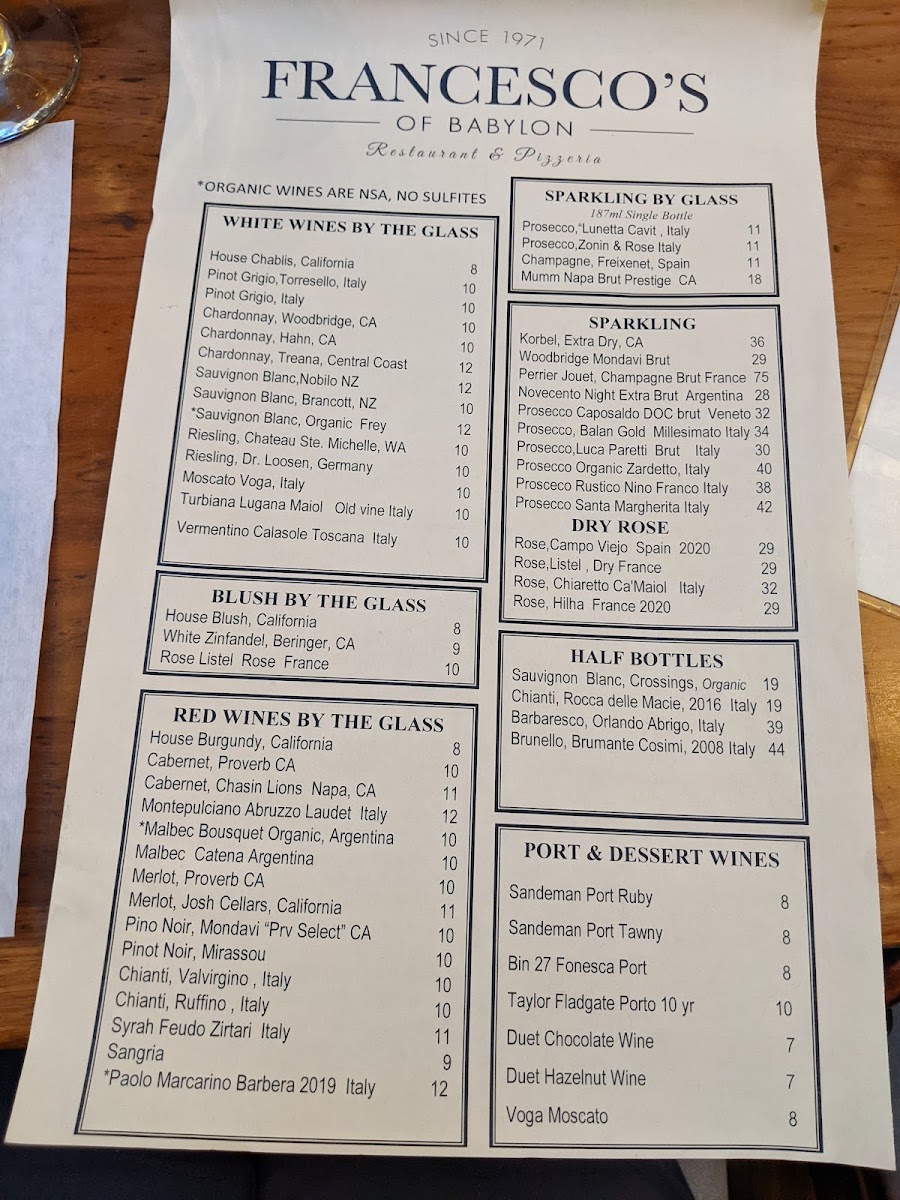 SINCE 1971
FRANCESCO'S
OF BABYLON
Restaurant & Pizzeria
*ORGANIC WINES ARE NSA, NO SULFITES
WHITE WINES BY THE GLASS
House Chablis, California 8
Pinot Grigio,Torresello, Italy 10
Pinot Grigio, Italy 10
Chardonnay, Woodbridge, CA 10
Chardonnay, Hahn, CA 10
Chardonnay, Treana, Central Coast 12
Sauvignon Blanc,Nobilo NZ 12
Sauvignon Blanc, Brancott, NZ 10
*Sauvignon Blanc, Organic Frey 12
Riesling, Chateau Ste. Michelle, WA 10
Riesling, Dr. Loosen, Germany 10
Moscato Voga, Italy 10
Turbiana Lugana Maiol Old vine Italy 10
Vermentino Calasole Toscana Italy 10
BLUSH BY THE GLASS
House Blush, California 8
White Zinfandel, Beringer, CA 9
Rose Listel Rose France 10
RED WINES BY THE GLASS
House Burgundy, California 8
Cabernet, Proverb CA 10
Cabernet, Chasin Lions Napa, CA 11
Montepulciano Abruzzo Laudet Italy 12
*Malbec Bousquet Organic, Argentina 10
Malbec Catena Argentina 10
Merlot, Proverb CA 10
Merlot, Josh Cellars, California 11
Pino Noir, Mondavi “Prv Select” CA 10
Pinot Noir, Mirassou 10
Chianti, Valvirgino , Italy 10
Chianti, Ruffino , Italy 10
Syrah Feudo Zirtari Italy 11
Sangria 9
*Paolo Marcarino Barbera 2019 Italy 12
SPARKLING BY GLASS
187ml Single Bottle
Prosecco,“Lunetta Cavit , Italy 11
Prosecco,Zonin & Rose Italy 11
Champagne, Freixenet, Spain 11
Mumm Napa Brut Prestige CA 18
SPARKLING
Korbel, Extra Dry, CA 36
Woodbridge Mondavi Brut 29
Perrier Jouet, Champagne Brut France 75
Novecento Night Extra Brut Argentina 28
Prosecco Caposaldo DOC brut Veneto 32
Prosecco, Balan Gold Millesimato Italy 34
Prosecco,Luca Paretti Brut Italy 30
Prosecco Organic Zardetto, Italy 40
Prosceco Rustico Nino Franco Italy 38
Prosecco Santa Margherita Italy 42
DRY ROSE
Rose,Campo Viejo Spain 2020 29
Rose,Listel , Dry France 29
Rose, Chiaretto Ca'Maiol Italy 32
Rose, Hilha France 2020 29
HALF BOTTLES
Sauvignon Blanc, Crossings, Organic 19
Chianti, Rocca delle Macie, 2016 Italy 19
Barbaresco, Orlando Abrigo, Italy 39
Brunello, Brumante Cosimi, 2008 Italy 44
PORT & DESSERT WINES
Sandeman Port Ruby 8
Sandeman Port Tawny 8
Bin 27 Fonesca Port 8
Taylor Fladgate Porto 10 yr 10
Duet Chocolate Wine 7
Duet Hazelnut Wine 7
Voga Moscato 8